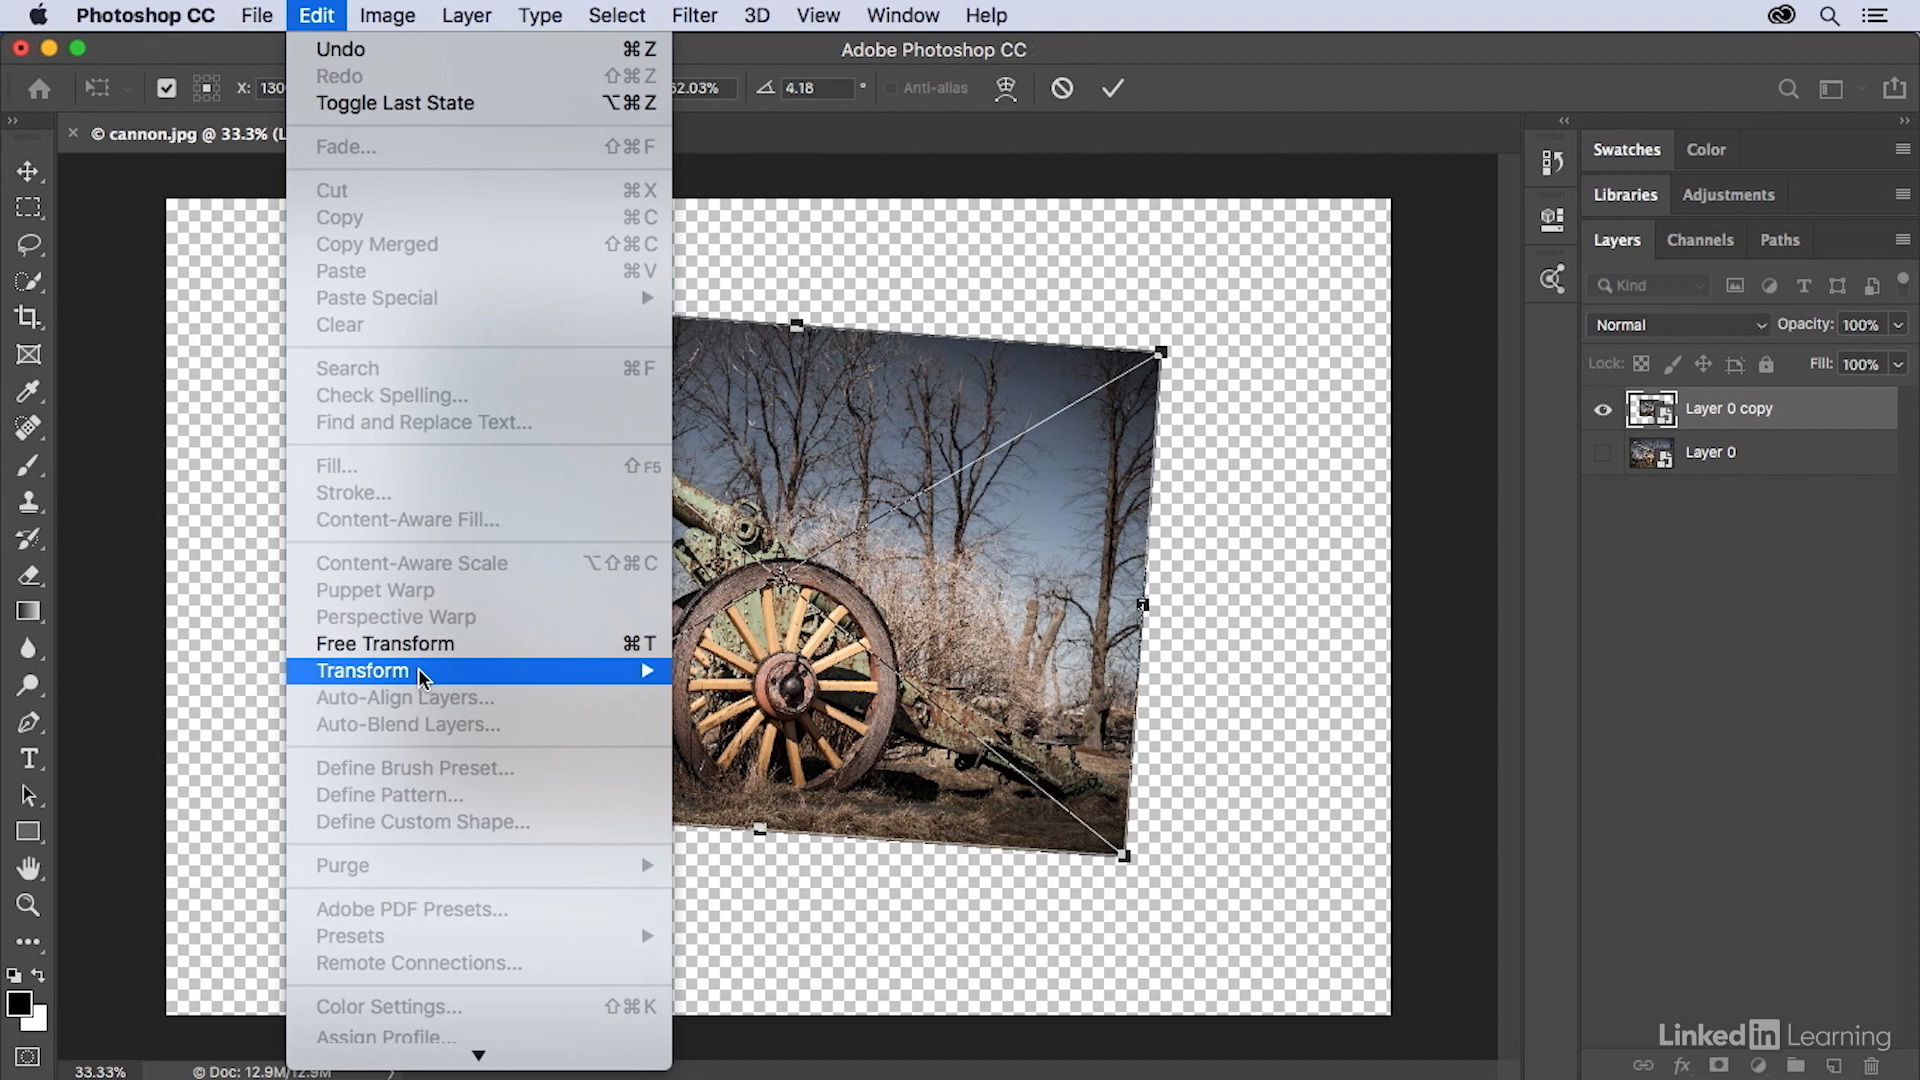 Photoshop CC File Edit Image Layer Type Select Filter 3D View Window Help
Adobe Photoshop CC
X: 130 62.03% 4.18 ° Anti-alias
© cannon.jpg @ 33.3% (L
Undo ⌘Z
Redo ⇧⌘Z
Toggle Last State ⌥⌘Z
Fade... ⇧⌘F
Cut ⌘X
Copy ⌘C
Copy Merged ⇧⌘C
Paste ⌘V
Paste Special
Clear
Search ⌘F
Check Spelling...
Find and Replace Text...
Fill... ⇧F5
Stroke...
Content-Aware Fill...
Content-Aware Scale ⌥⇧⌘C
Puppet Warp
Perspective Warp
Free Transform ⌘T
Transform
Auto-Align Layers...
Auto-Blend Layers...
Define Brush Preset...
Define Pattern...
Define Custom Shape...
Purge
Adobe PDF Presets...
Presets
Remote Connections...
Color Settings... ⇧⌘K
Assign Profile...
Swatches Color
Libraries Adjustments
Layers Channels Paths
Kind
Normal Opacity: 100%
Lock: Fill: 100%
Layer 0 copy
Layer 0
33.33% © Doc: 12.9M/12.9M
LinkedIn Learning